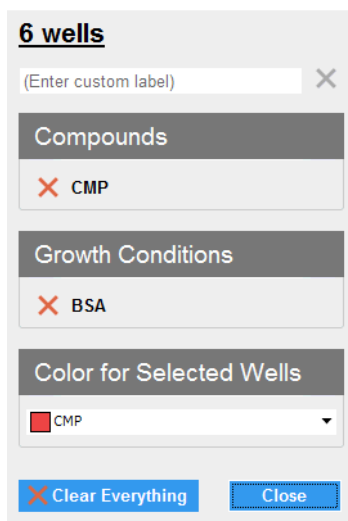 6 wells
(Enter custom label)
Compounds
CMP
Growth Conditions
BSA
Color for Selected Wells
CMP
Clear Everything
Close